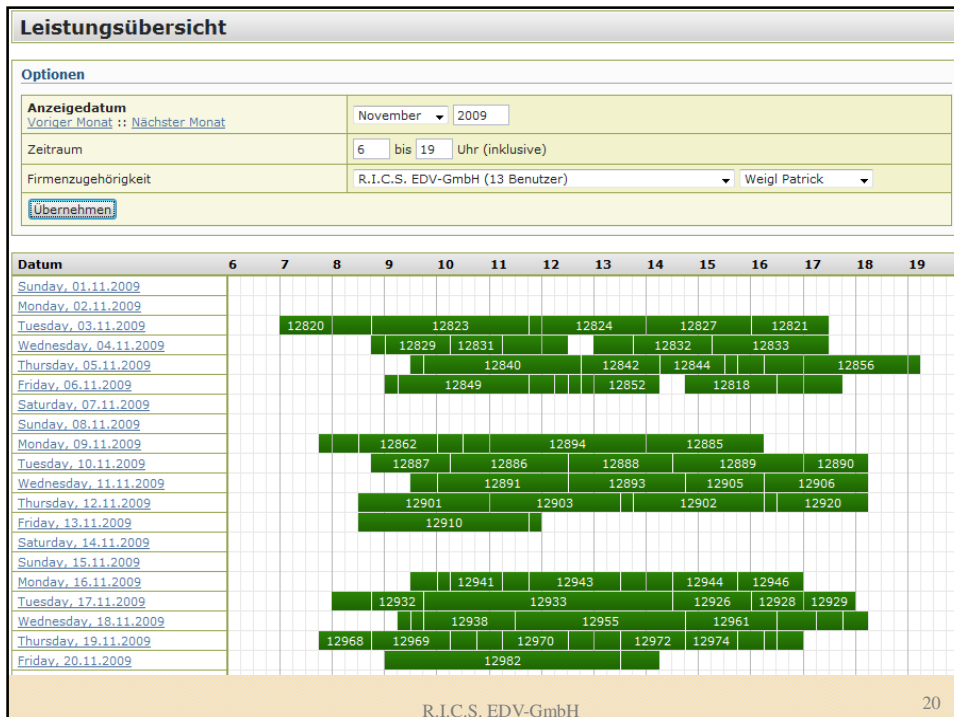 Leistungsübersicht
Optionen
Anzeigedatum
Voriger Monat :: Nächster Monat
November 2009
Zeitraum 6 bis 19 Uhr (inklusive)
Firmenzugehörigkeit R.I.C.S. EDV-GmbH (13 Benutzer) Weigl Patrick
Übernehmen
Datum 6 7 8 9 10 11 12 13 14 15 16 17 18 19
Sunday, 01.11.2009
Monday, 02.11.2009
Tuesday, 03.11.2009 12820 12823 12824 12827 12821
Wednesday, 04.11.2009 12829 12831 12832 12833
Thursday, 05.11.2009 12840 12842 12844 12856
Friday, 06.11.2009 12849 12852 12818
Saturday, 07.11.2009
Sunday, 08.11.2009
Monday, 09.11.2009 12862 12894 12885
Tuesday, 10.11.2009 12887 12886 12888 12889 12890
Wednesday, 11.11.2009 12891 12893 12905 12906
Thursday, 12.11.2009 12901 12903 12902 12920
Friday, 13.11.2009 12910
Saturday, 14.11.2009
Sunday, 15.11.2009
Monday, 16.11.2009 12941 12943 12944 12946
Tuesday, 17.11.2009 12932 12933 12926 12928 12929
Wednesday, 18.11.2009 12938 12955 12961
Thursday, 19.11.2009 12968 12969 12970 12972 12974
Friday, 20.11.2009 12982
R.I.C.S. EDV-GmbH 20